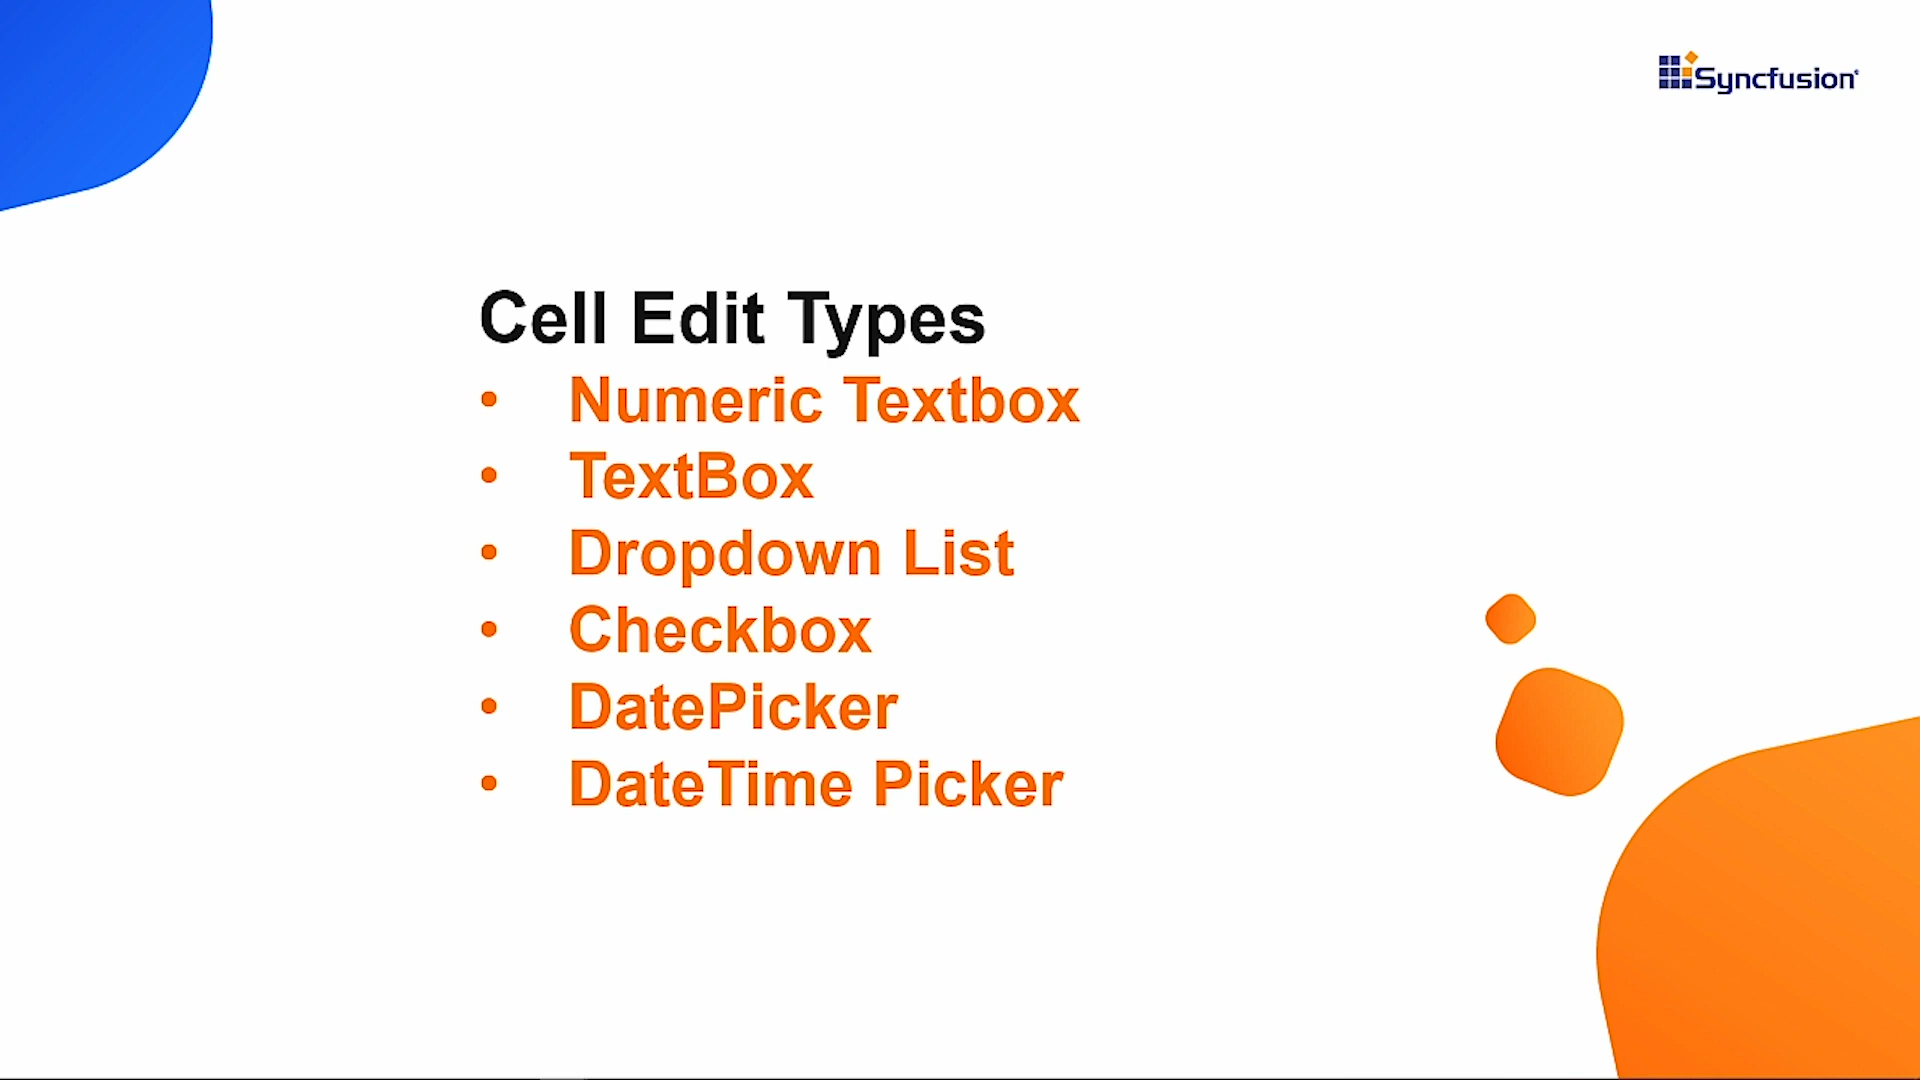 Syncfusion
Cell Edit Types
• Numeric Textbox
• TextBox
• Dropdown List
• Checkbox
• DatePicker
• DateTime Picker